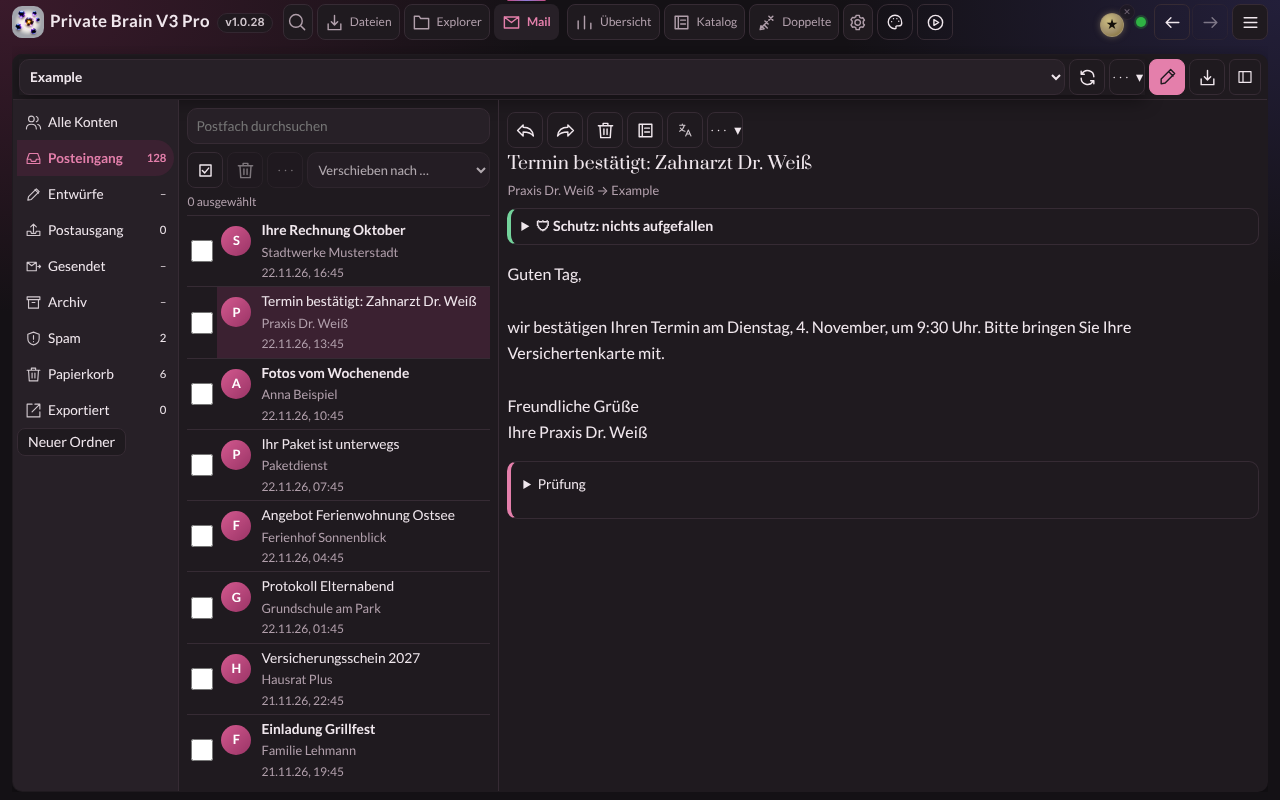 Private Brain V3 Pro
v1.0.28
Dateien
Explorer
Mail
Übersicht
Katalog
Doppelte
Example
Alle Konten
Posteingang 128
Entwürfe –
Postausgang 0
Gesendet –
Archiv –
Spam 2
Papierkorb 6
Exportiert 0
Neuer Ordner
Postfach durchsuchen
Verschieben nach ...
0 ausgewählt
S
Ihre Rechnung Oktober
Stadtwerke Musterstadt
22.11.26, 16:45
P
Termin bestätigt: Zahnarzt Dr. Weiß
Praxis Dr. Weiß
22.11.26, 13:45
A
Fotos vom Wochenende
Anna Beispiel
22.11.26, 10:45
P
Ihr Paket ist unterwegs
Paketdienst
22.11.26, 07:45
F
Angebot Ferienwohnung Ostsee
Ferienhof Sonnenblick
22.11.26, 04:45
G
Protokoll Elternabend
Grundschule am Park
22.11.26, 01:45
H
Versicherungsschein 2027
Hausrat Plus
21.11.26, 22:45
F
Einladung Grillfest
Familie Lehmann
21.11.26, 19:45
Termin bestätigt: Zahnarzt Dr. Weiß
Praxis Dr. Weiß → Example
Schutz: nichts aufgefallen
Guten Tag,
wir bestätigen Ihren Termin am Dienstag, 4. November, um 9:30 Uhr. Bitte bringen Sie Ihre
Versichertenkarte mit.
Freundliche Grüße
Ihre Praxis Dr. Weiß
Prüfung